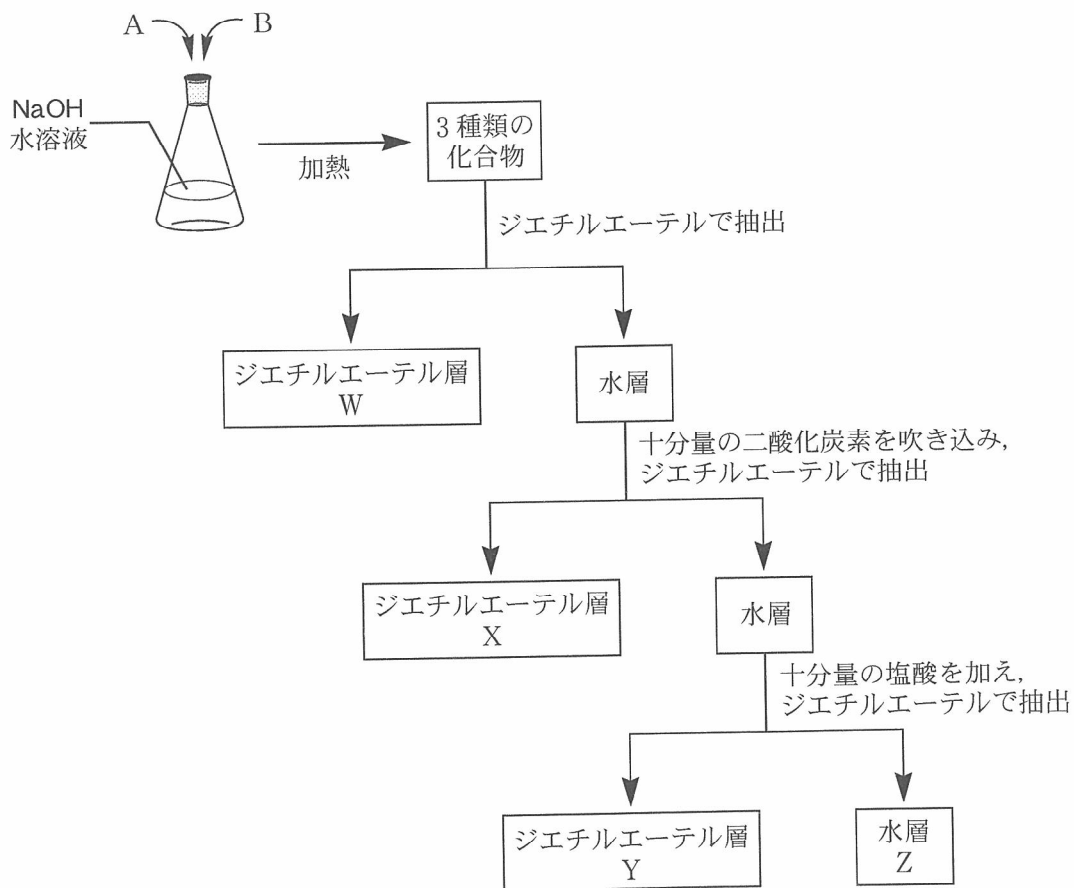 A
B
NaOH
水溶液
加熱
3種類の
化合物
ジエチルエーテルで抽出
ジエチルエーテル層
W
水層
十分量の二酸化炭素を吹き込み,
ジエチルエーテルで抽出
ジエチルエーテル層
X
水層
十分量の塩酸を加え,
ジエチルエーテルで抽出
ジエチルエーテル層
Y
水層
Z